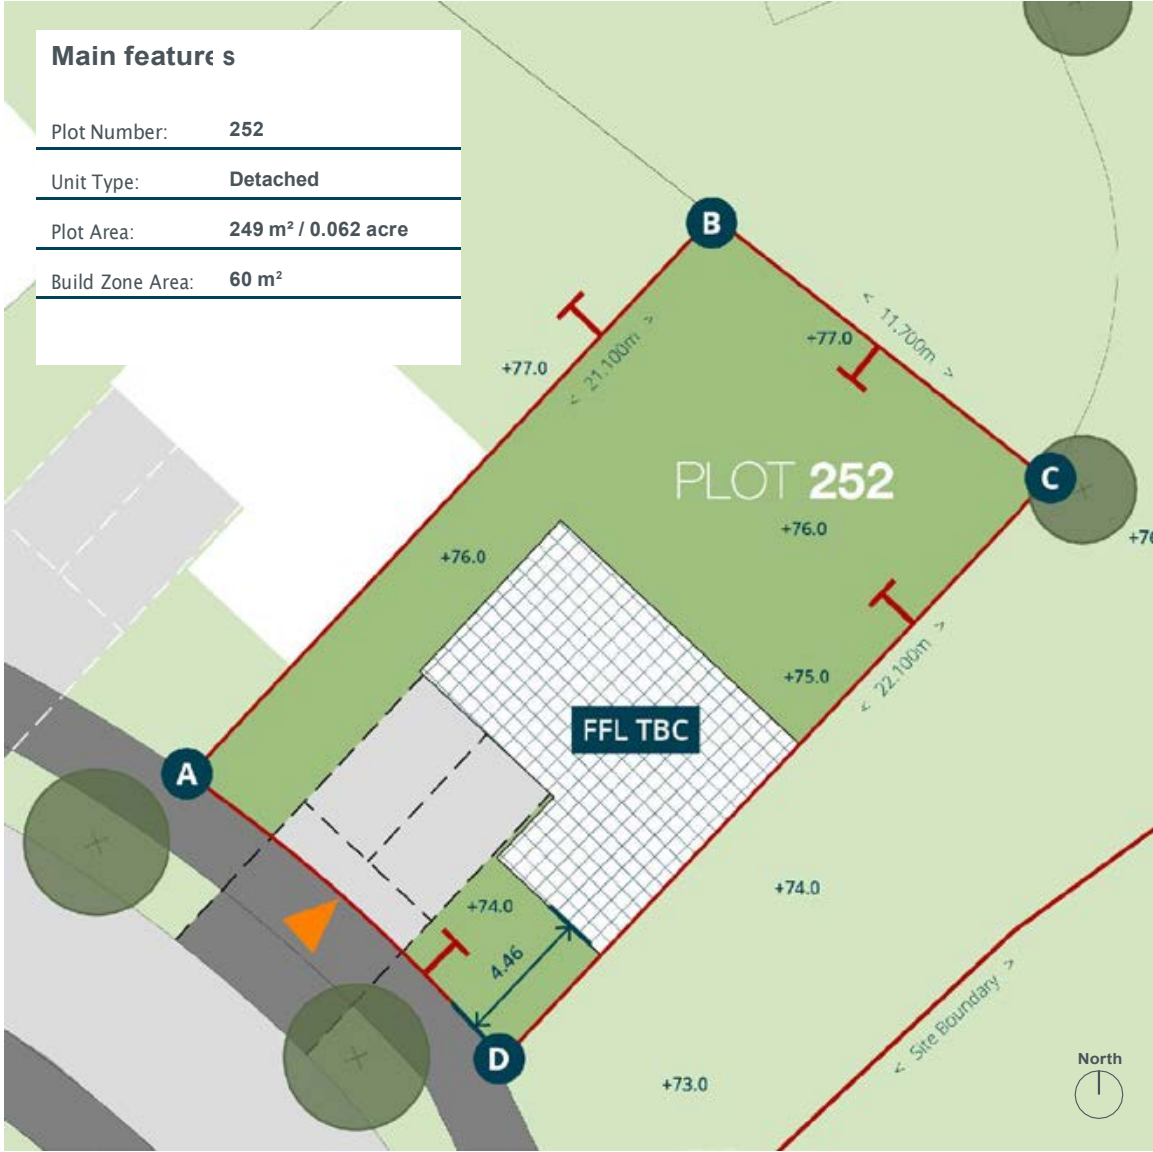 Main features
Plot Number: 252
Unit Type: Detached
Plot Area: 249 m² / 0.062 acre
Build Zone Area: 60 m²
B
< 11.700m >
+77.0
< 21.100m >
+77.0
C
PLOT 252
+76.0
+76.0
< 22.100m >
+75.0
FFL TBC
A
+74.0
+74.0
4.46
< Site Boundary >
D
North
+73.0